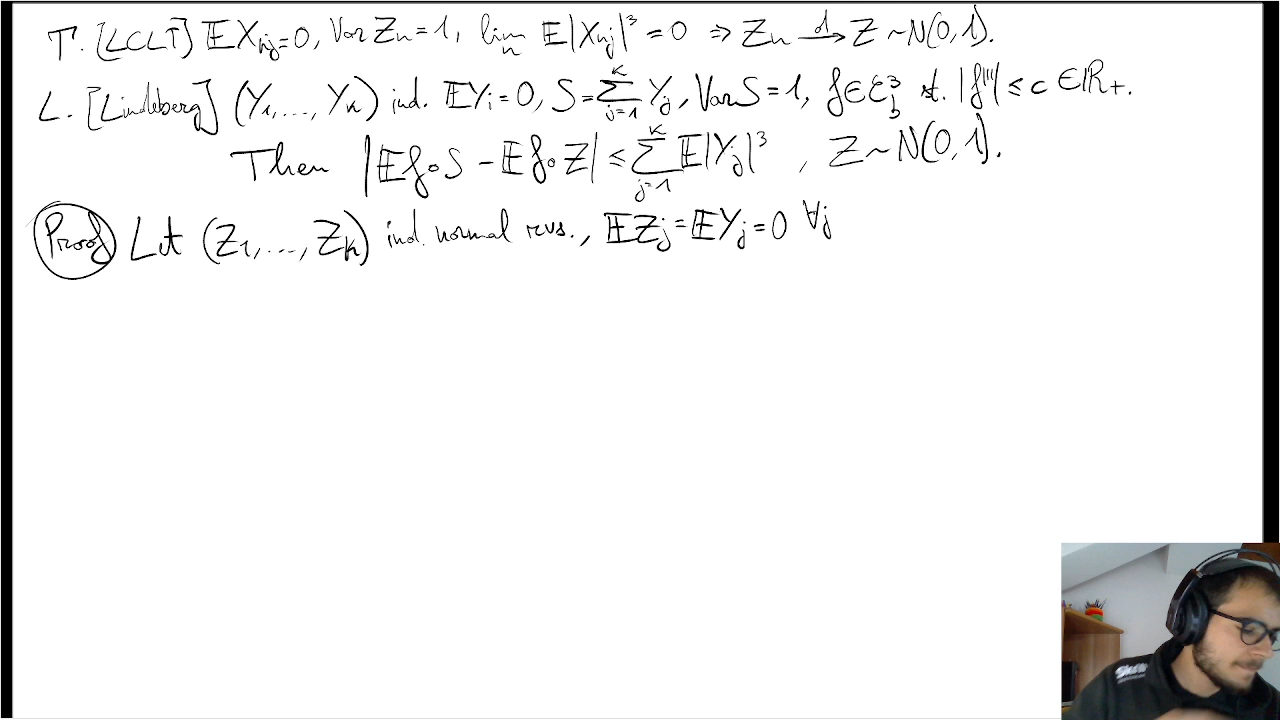 T. [LCLT] 𝔼X_{nj}=0, Var Z_n=1, lim_n 𝔼|X_{nj}|³=0 ⇒ Z_n →^d Z ~ N(0,1).
L. [Lindeberg] (Y_1,...,Y_k) ind. 𝔼Y_i=0, S=∑_{j=1}^k Y_j, Var S=1, f∈C_b^3 st. |f'''| ≤ c ∈ ℝ_+.
Then |𝔼f∘S − 𝔼f∘Z| ≤ ∑_{j=1}^k 𝔼|Y_j|³, Z ~ N(0,1).
Proof Let (Z_1,...,Z_k) ind. normal rvs., 𝔼Z_j=𝔼Y_j=0 ∀j